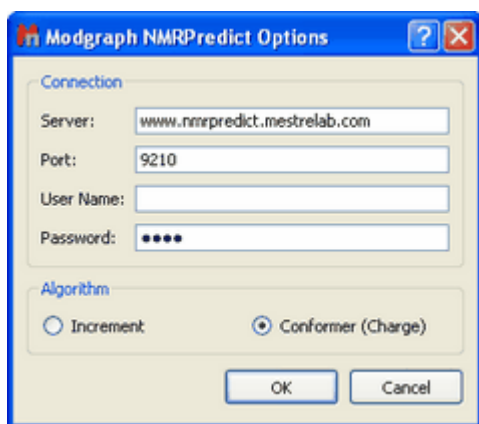 Modgraph NMRPredict Options
Connection
Server: www.nmrpredict.mestrelab.com
Port: 9210
User Name:
Password: ●●●●
Algorithm
Increment Conformer (Charge)
OK Cancel